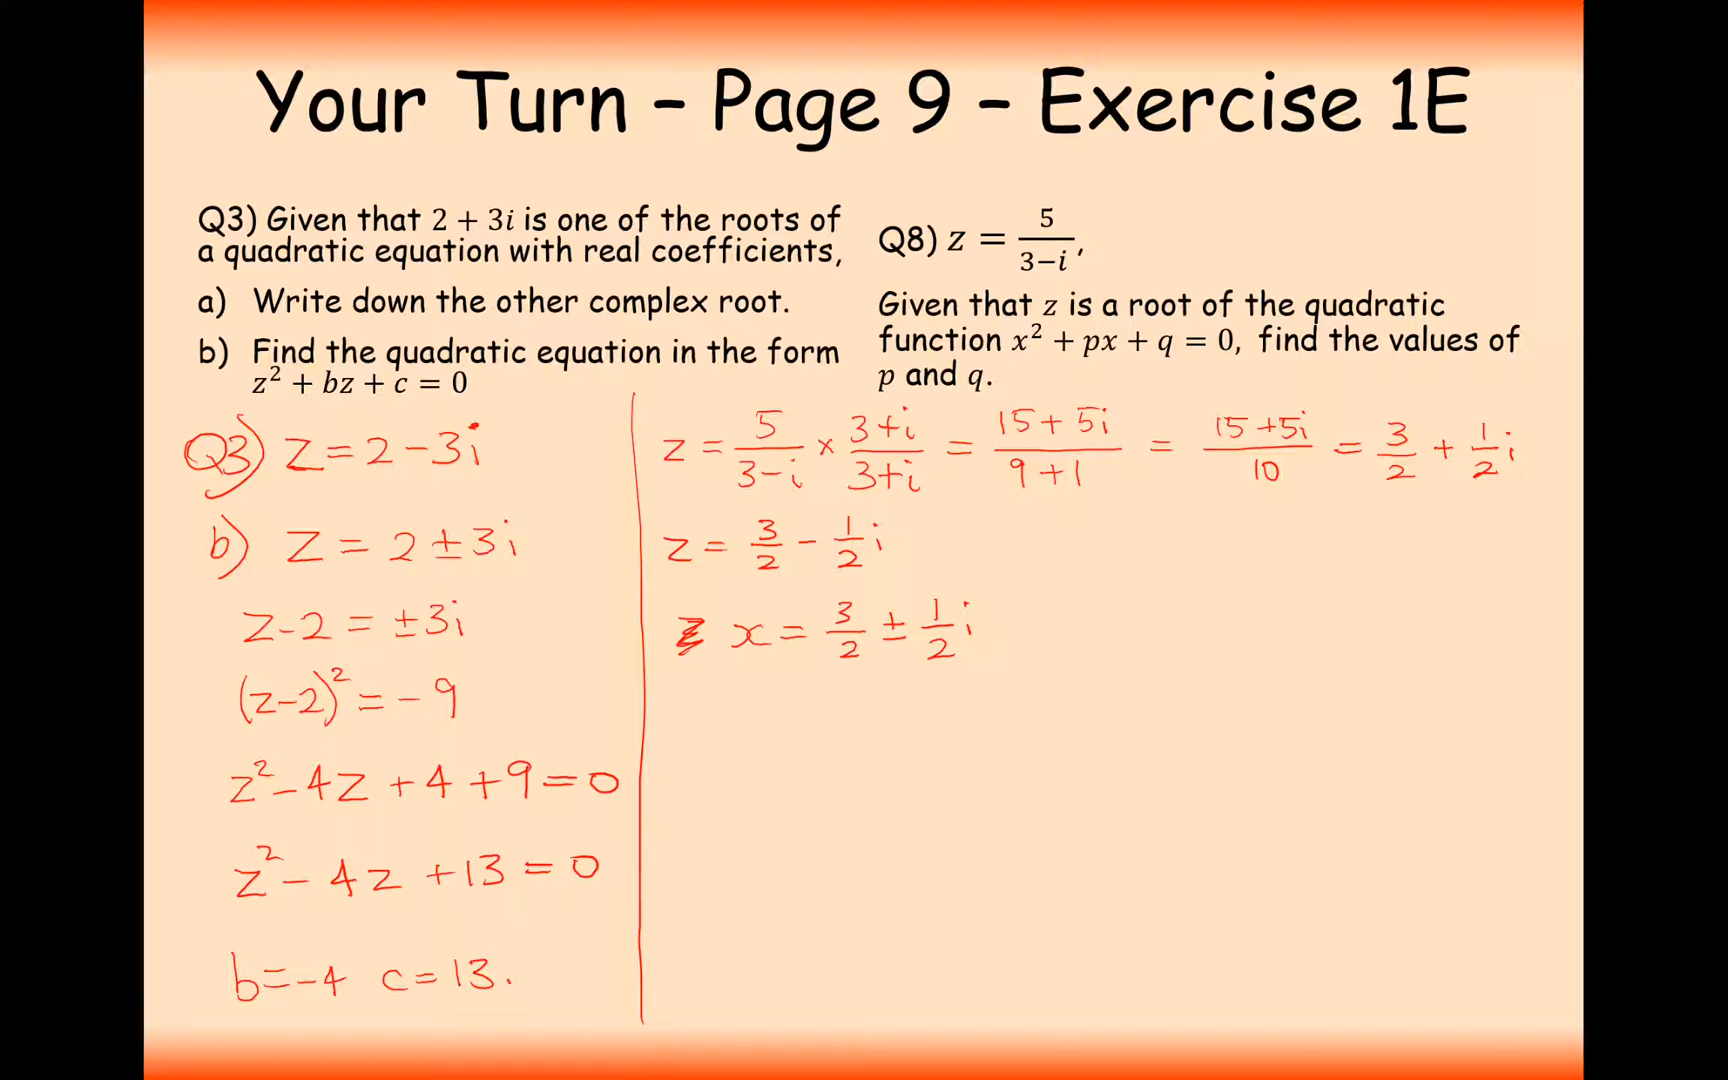 Your Turn – Page 9 – Exercise 1E
Q3) Given that 2 + 3i is one of the roots of
a quadratic equation with real coefficients,
a) Write down the other complex root.
b) Find the quadratic equation in the form
z² + bz + c = 0
Q8) z = 5/(3−i),
Given that z is a root of the quadratic
function x² + px + q = 0, find the values of
p and q.
Q3) z = 2 − 3i
b) z = 2 ± 3i
z − 2 = ± 3i
(z − 2)² = − 9
z² − 4z + 4 + 9 = 0
z² − 4z + 13 = 0
b = −4 c = 13.
z = 5/(3−i) × (3+i)/(3+i) = (15 + 5i)/(9 + 1) = (15 + 5i)/10 = 3/2 + 1/2 i
z = 3/2 − 1/2 i
x = 3/2 ± 1/2 i